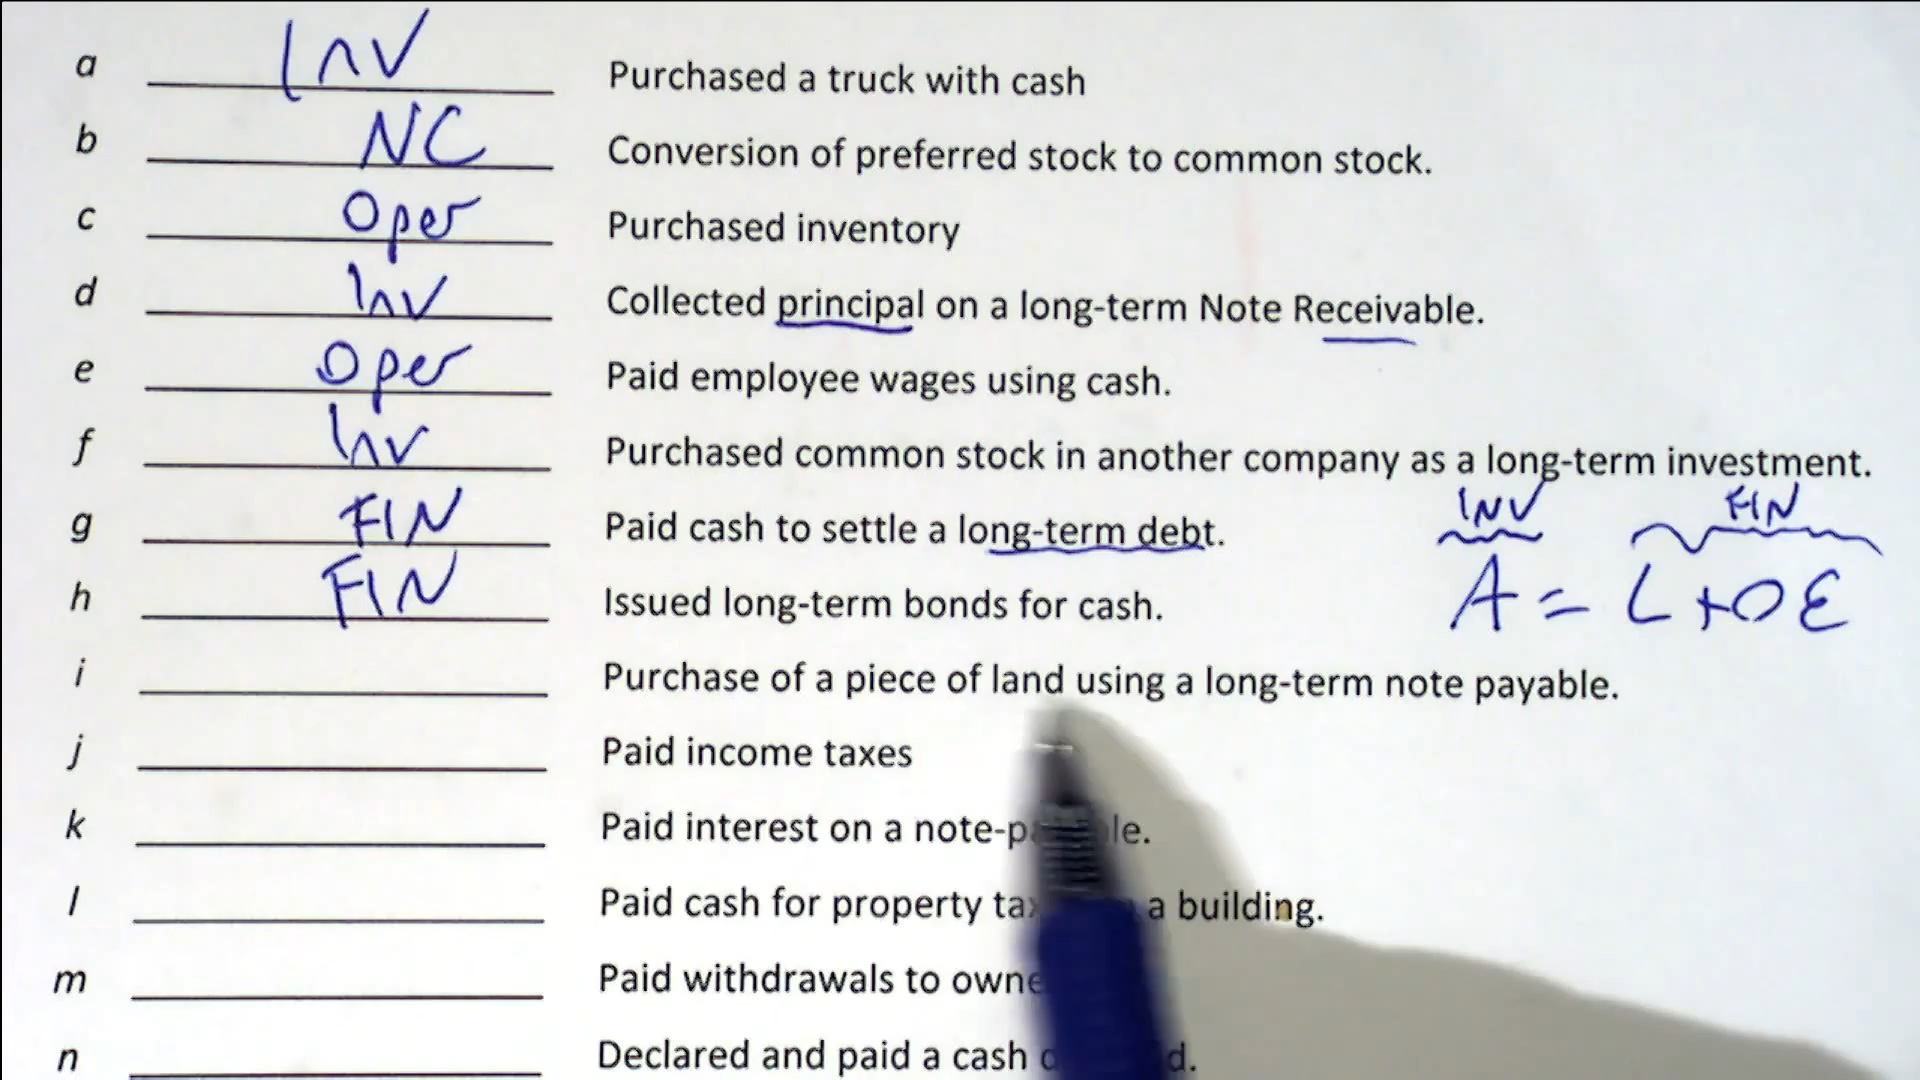 a Inv Purchased a truck with cash
b NC Conversion of preferred stock to common stock.
c Oper Purchased inventory
d Inv Collected principal on a long-term Note Receivable.
e Oper Paid employee wages using cash.
f Inv Purchased common stock in another company as a long-term investment.
g FIN Paid cash to settle a long-term debt.
INV FIN
h FIN Issued long-term bonds for cash.
A = L + OE
i Purchase of a piece of land using a long-term note payable.
j Paid income taxes
k Paid interest on a
l Paid cash for property a building.
m Paid withdrawals to
n Declared and paid a cash